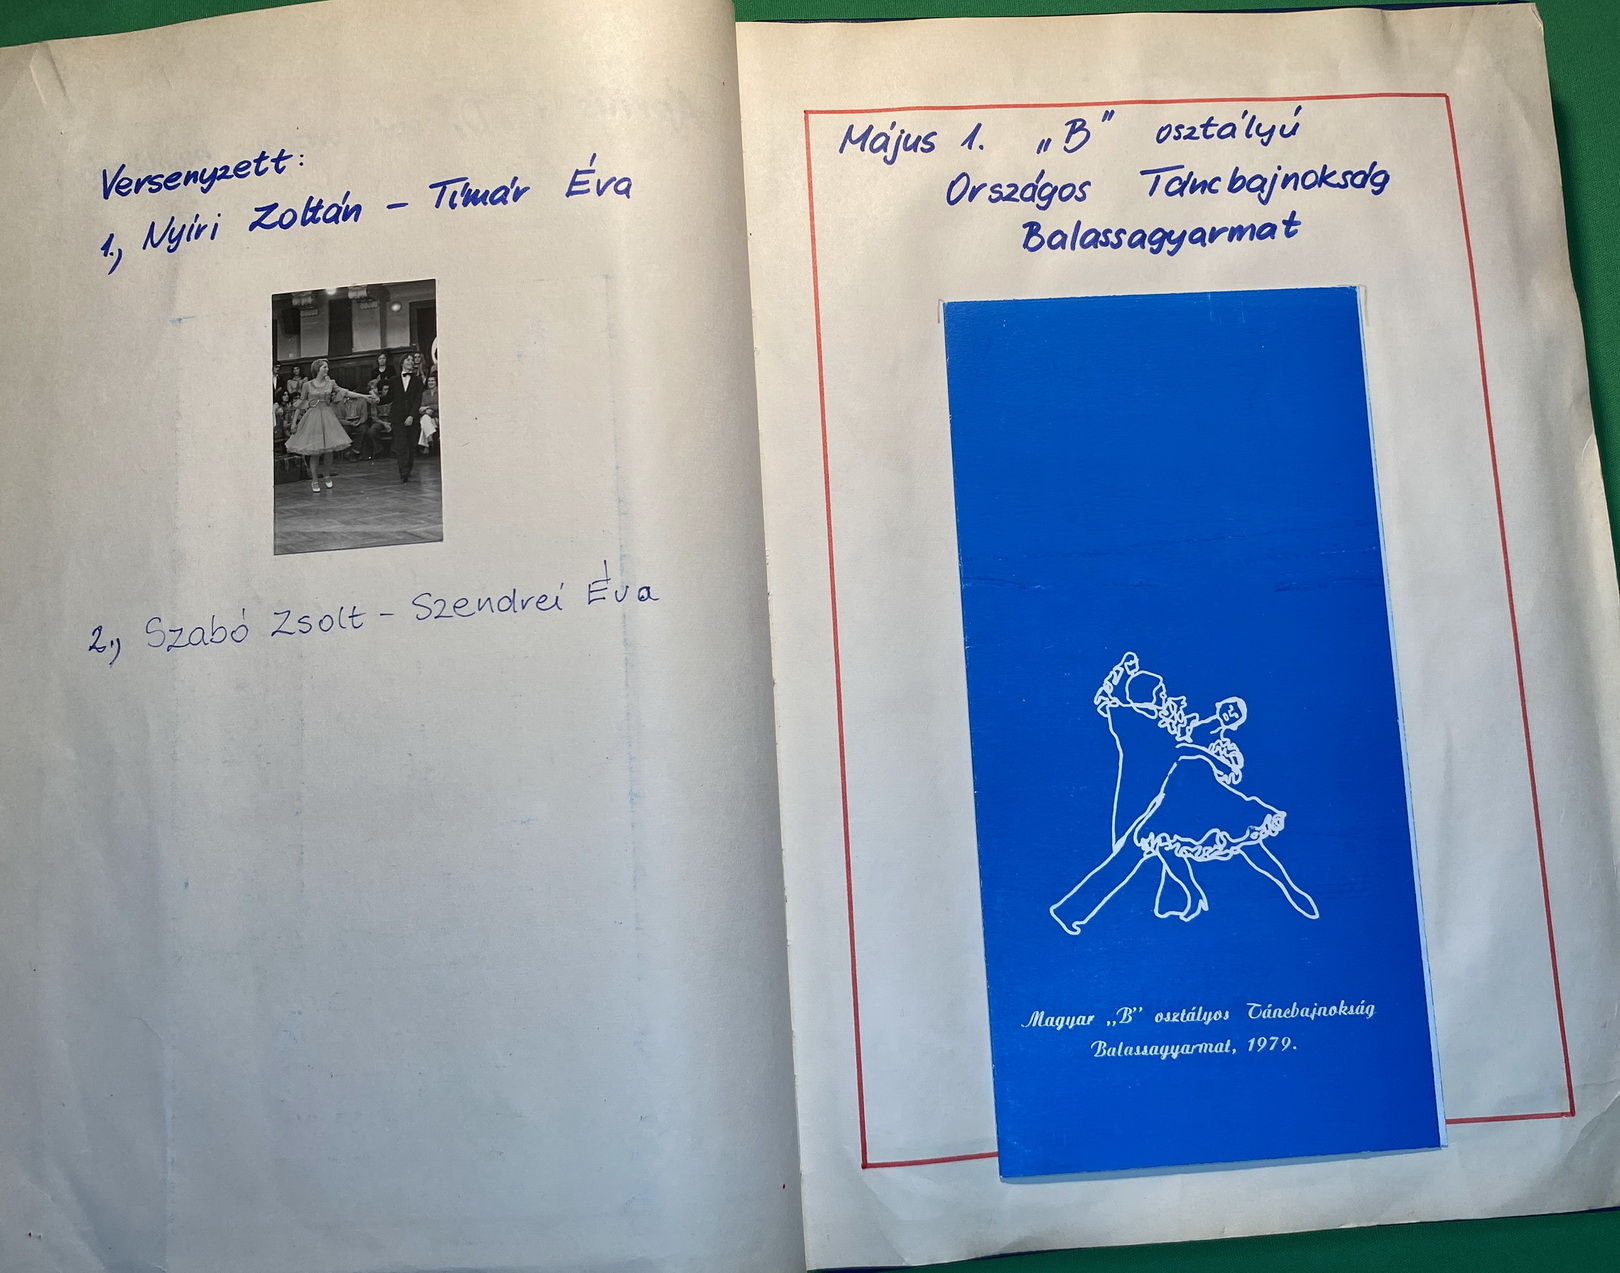 Versenyzett:
1., Nyíri Zoltán - Tímár Éva
2., Szabó Zsolt - Szendrei Éva
Május 1. „B" osztályú
Országos Táncbajnokság
Balassagyarmat
Magyar „B" osztályos Táncbajnokság
Balassagyarmat, 1979.